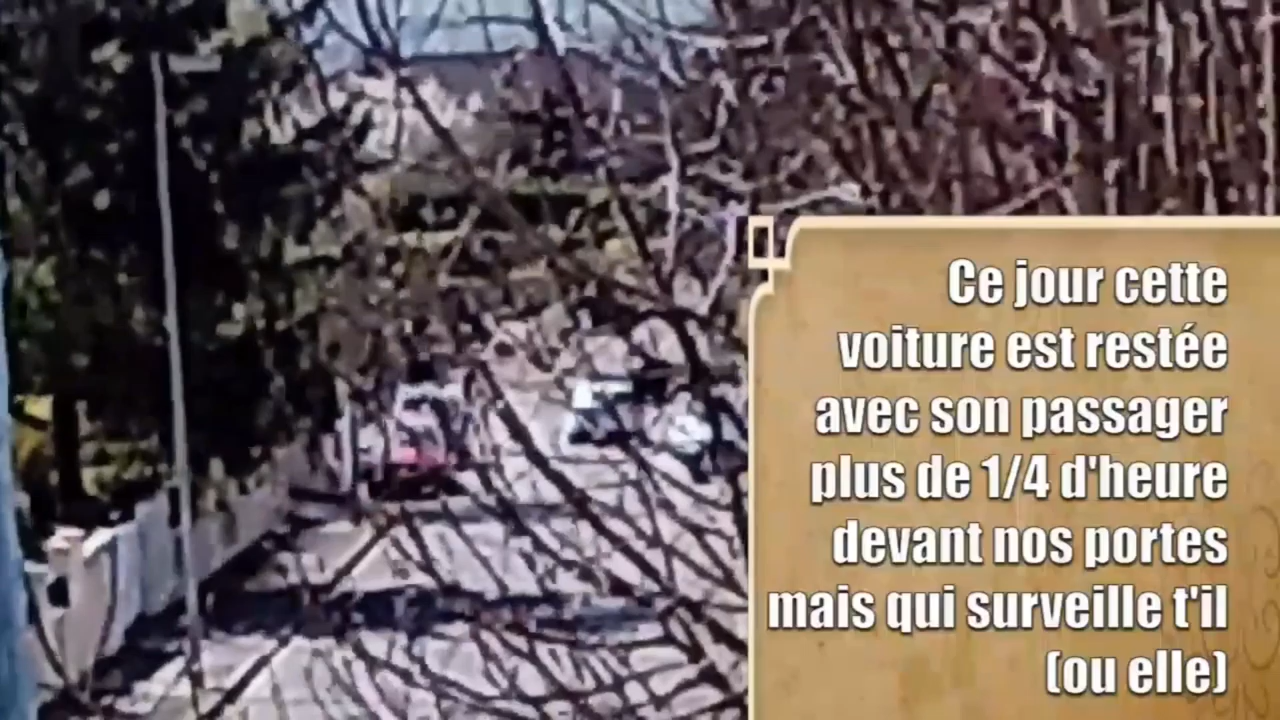 Ce jour cette
voiture est restée
avec son passager
plus de 1/4 d'heure
devant nos portes
mais qui surveille t'il
(ou elle)